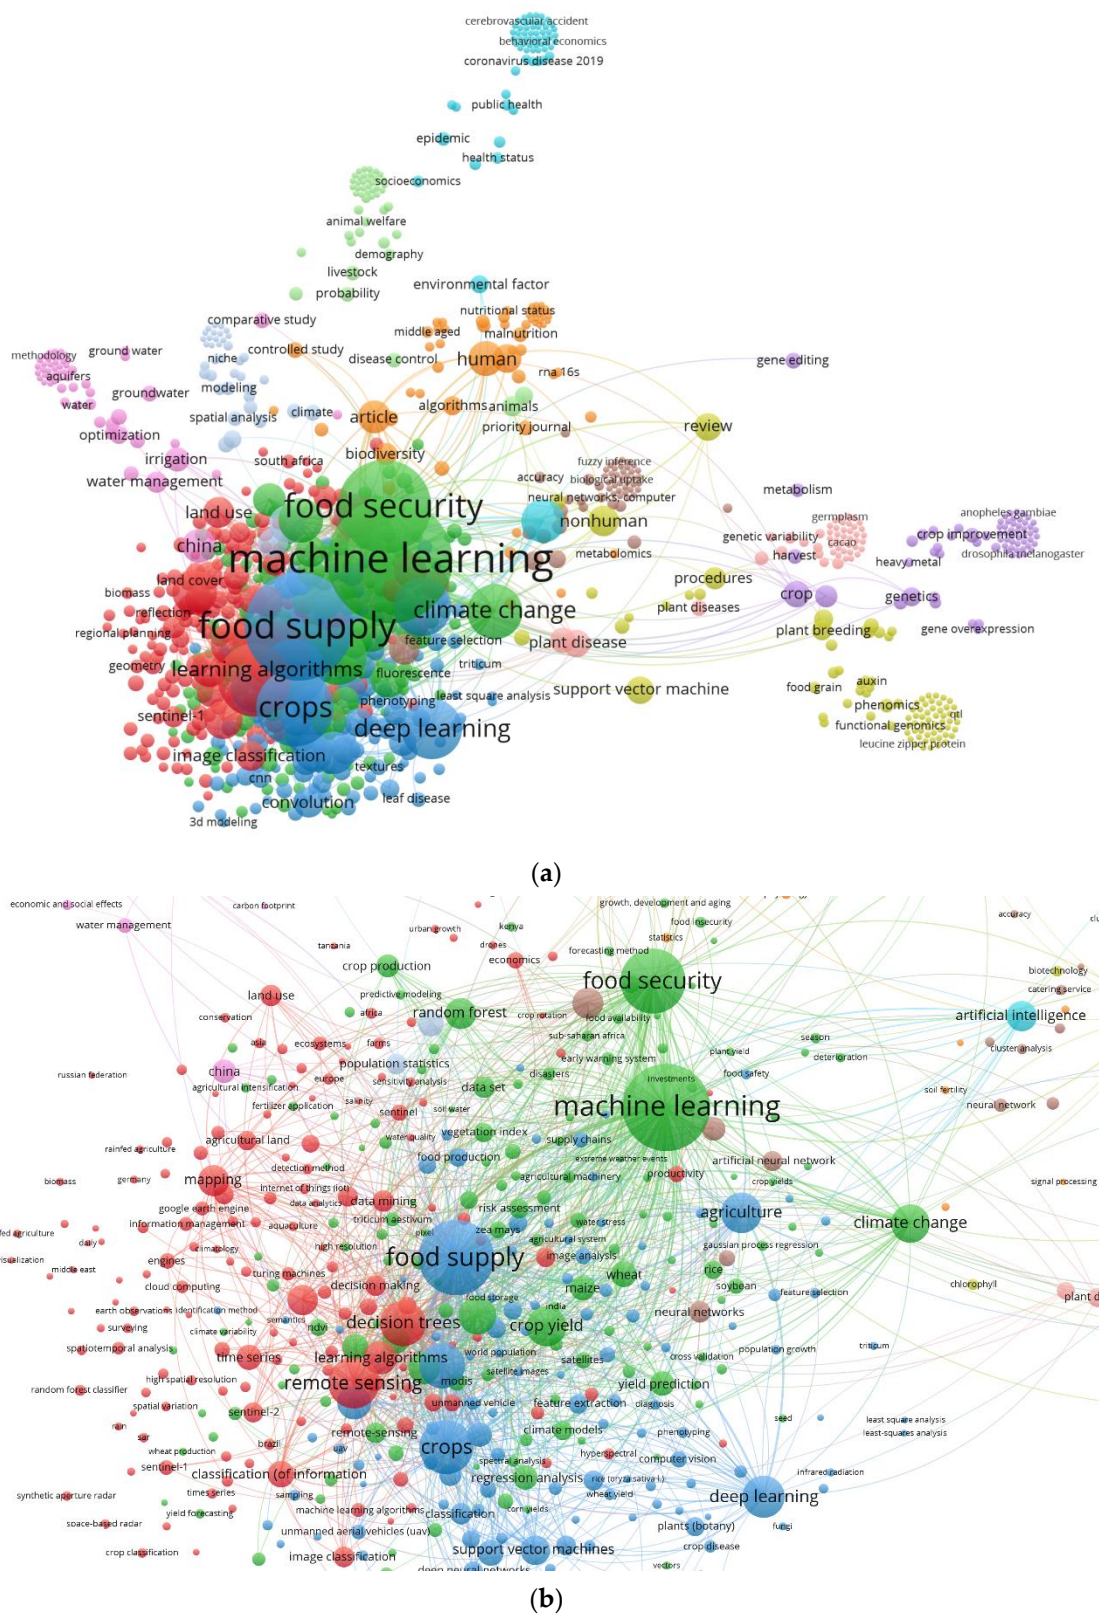 cerebrovascular accident
behavioral economics
coronavirus disease 2019
public health
epidemic
health status
socioeconomics
animal welfare
demography
livestock
probability
environmental factor
comparative study
nutritional status
middle aged
malnutrition
methodology
ground water
controlled study
niche
disease control
human
gene editing
aquifers
rna 16s
modeling
groundwater
water
algorithms
animals
spatial analysis
climate
article
review
optimization
priority journal
biodiversity
irrigation
south africa
fuzzy inference
water management
accuracy
biological uptake
metabolism
land use
food security
neural networks, computer
anopheles gambiae
nonhuman
germplasm
genetic variability
cacao
crop improvement
china
machine learning
metabolomics
harvest
drosophila melanogaster
heavy metal
land cover
procedures
biomass
crop
genetics
reflection
climate change
plant diseases
regional planning
food supply
feature selection
plant disease
plant breeding
gene overexpression
geometry
learning algorithms
fluorescence
triticum
auxin
phenotyping
least square analysis
support vector machine
food grain
phenomics
sentinel-1
crops
deep learning
qtl
functional genomics
leucine zipper protein
image classification
textures
cnn
convolution
leaf disease
3d modeling
(a)
economic and social effects
carbon footprint
growth, development and aging
water management
urban growth
kenya
food insecurity
accuracy
tanzania
drones
statistics
forecasting method
crop production
economics
biotechnology
food security
catering service
land use
predictive modeling
conservation
africa
random forest
crop rotation
food availability
artificial intelligence
sub-saharan africa
season
asia
ecosystems
farms
cluster analysis
population statistics
early warning system
plant yield
deterioration
russian federation
china
europe
sensitivity analysis
disasters
food safety
agricultural intensification
data set
investments
soil fertility
fertilizer application
salinity
sentinel
soil water
machine learning
neural network
agricultural land
water quality
vegetation index
supply chains
rainfed agriculture
food production
extreme weather events
artificial neural network
biomass
germany
mapping
detection method
agricultural machinery
productivity
crop yields
signal processing
internet of things (iot)
data analytics
data mining
google earth engine
risk assessment
agriculture
information management
aquaculture
triticum aestivum
zea mays
water stress
climate change
pixel
agricultural system
daily
climatology
high resolution
food supply
image analysis
gaussian process regression
engines
middle east
turing machines
wheat
rice
cloud computing
decision making
maize
soybean
chlorophyll
food storage
feature selection
earth observations
identification method
india
neural networks
surveying
semantics
ndvi
decision trees
crop yield
climate variability
spatiotemporal analysis
world population
population growth
triticum
time series
learning algorithms
satellites
cross validation
satellite images
high spatial resolution
remote sensing
modis
yield prediction
random forest classifier
spatial variation
unmanned vehicle
feature extraction
diagnosis
sentinel-2
rain
seed
least square analysis
sar
remote-sensing
climate models
phenotyping
least-squares analysis
wheat production
brazil
uav
crops
hyperspectral
sentinel-1
spectral analysis
computer vision
classification (of information
regression analysis
rice (oryza sativa l.)
infrared radiation
synthetic aperture radar
times series
sampling
wheat yield
deep learning
yield forecasting
machine learning algorithms
classification
corn yields
space-based radar
unmanned aerial vehicles (uav)
plants (botany)
fungi
crop classification
image classification
support vector machines
crop disease
deep neural networks
vectors
(b)